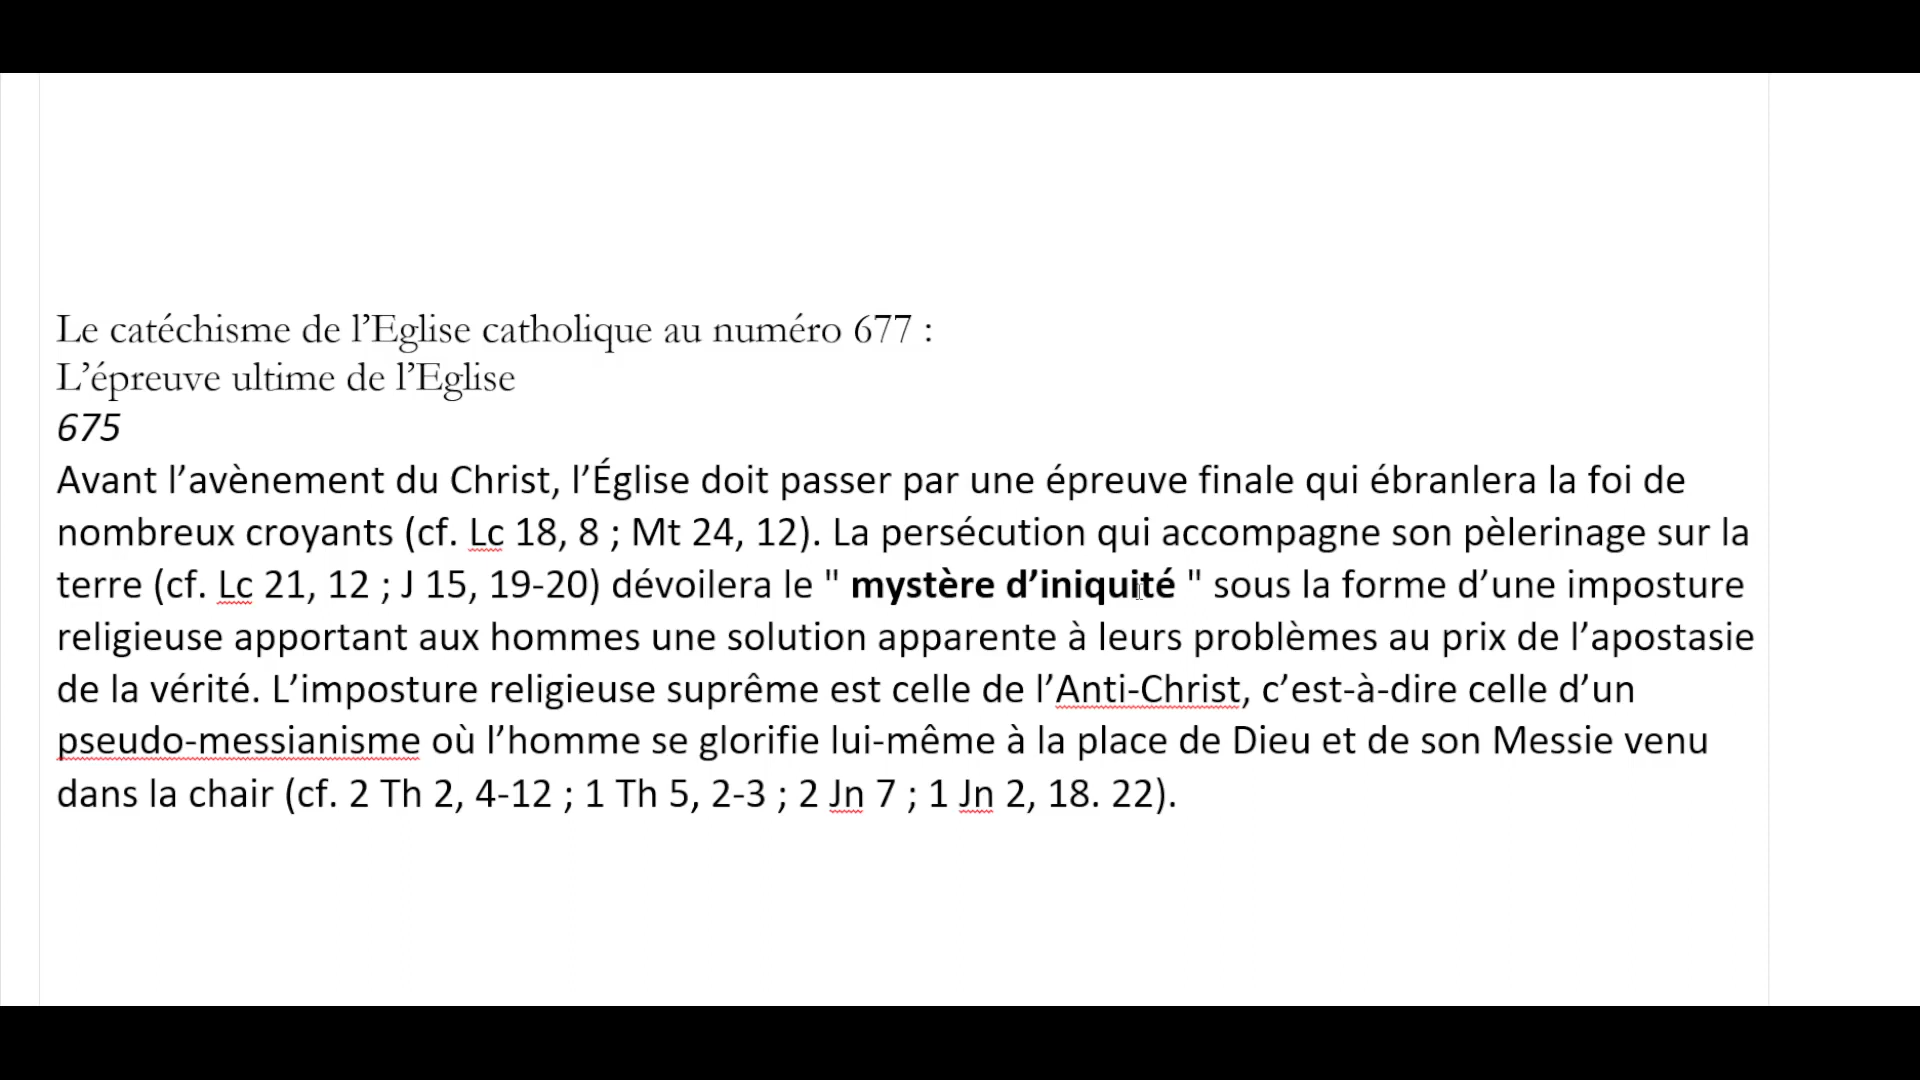 Le catéchisme de l’Eglise catholique au numéro 677 :
L’épreuve ultime de l’Eglise
675
Avant l’avènement du Christ, l’Église doit passer par une épreuve finale qui ébranlera la foi de
nombreux croyants (cf. Lc 18, 8 ; Mt 24, 12). La persécution qui accompagne son pèlerinage sur la
terre (cf. Lc 21, 12 ; J 15, 19-20) dévoilera le " mystère d’iniquité " sous la forme d’une imposture
religieuse apportant aux hommes une solution apparente à leurs problèmes au prix de l’apostasie
de la vérité. L’imposture religieuse suprême est celle de l’Anti-Christ, c’est-à-dire celle d’un
pseudo-messianisme où l’homme se glorifie lui-même à la place de Dieu et de son Messie venu
dans la chair (cf. 2 Th 2, 4-12 ; 1 Th 5, 2-3 ; 2 Jn 7 ; 1 Jn 2, 18. 22).